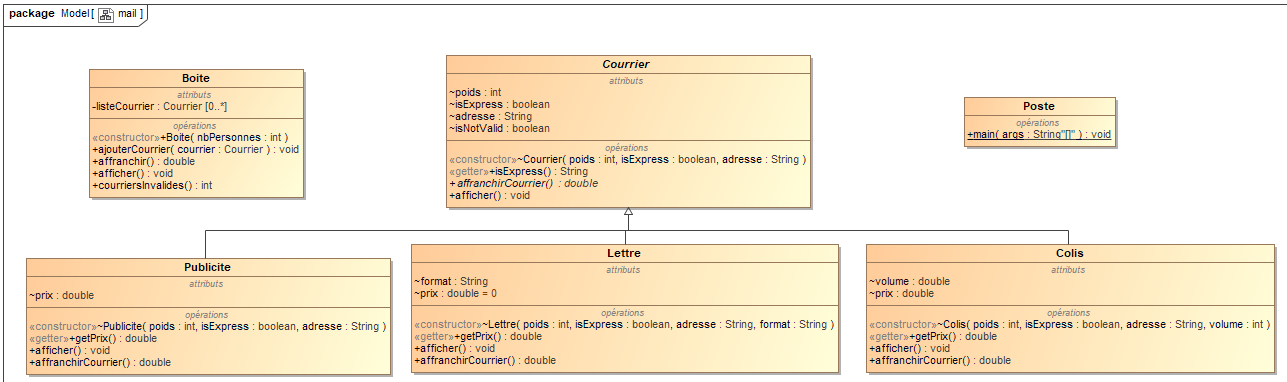 package Model [ mail ]
Boite
attributs
-listeCourrier : Courrier [0..*]
opérations
«constructor»+Boite( nbPersonnes : int )
+ajouterCourrier( courrier : Courrier ) : void
+affranchir() : double
+afficher() : void
+courriersInvalides() : int
Courrier
attributs
~poids : int
~isExpress : boolean
~adresse : String
~isNotValid : boolean
opérations
«constructor»~Courrier( poids : int, isExpress : boolean, adresse : String )
«getter»+isExpress() : String
+affranchirCourrier() : double
+afficher() : void
Poste
opérations
+main( args : String"[]" ) : void
Publicite
attributs
~prix : double
opérations
«constructor»~Publicite( poids : int, isExpress : boolean, adresse : String )
«getter»+getPrix() : double
+afficher() : void
+affranchirCourrier() : double
Lettre
attributs
~format : String
~prix : double = 0
opérations
«constructor»~Lettre( poids : int, isExpress : boolean, adresse : String, format : String )
«getter»+getPrix() : double
+afficher() : void
+affranchirCourrier() : double
Colis
attributs
~volume : double
~prix : double
opérations
«constructor»~Colis( poids : int, isExpress : boolean, adresse : String, volume : int )
«getter»+getPrix() : double
+afficher() : void
+affranchirCourrier() : double